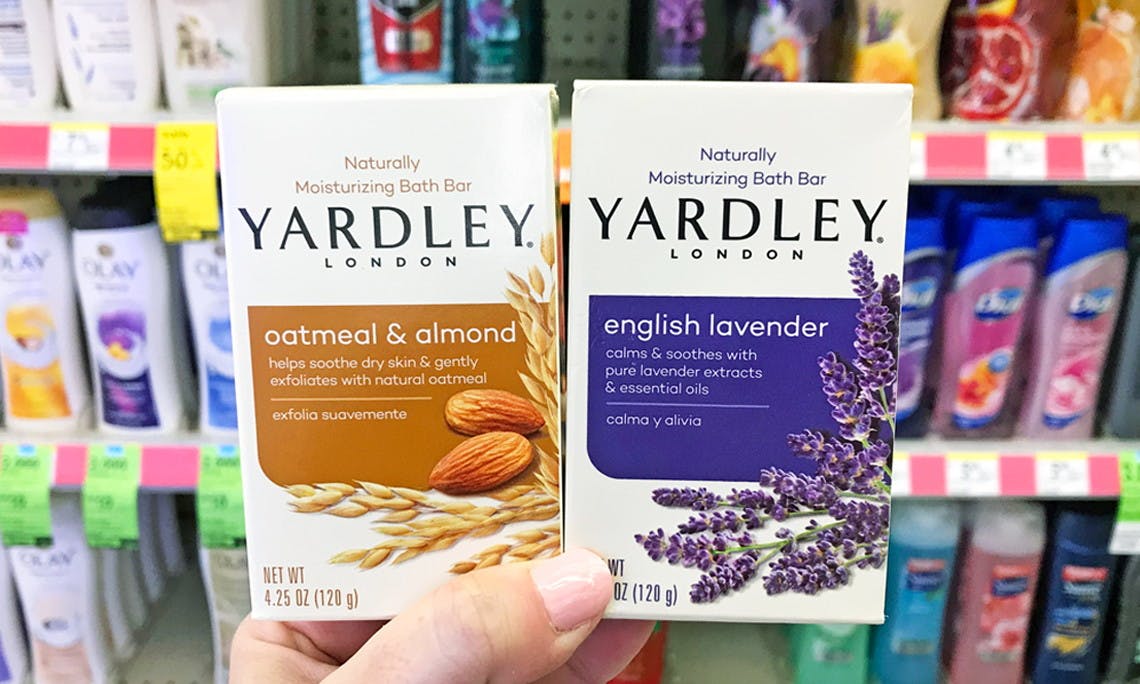 Naturally
Moisturizing Bath Bar
YARDLEY
LONDON
oatmeal & almond
helps soothe dry skin & gently
exfoliates with natural oatmeal
exfolia suavemente
NET WT
4.25 OZ (120 g)
Naturally
Moisturizing Bath Bar
YARDLEY®
LONDON
english lavender
calms & soothes with
pure lavender extracts
& essential oils
calma y alivia
WT
OZ (120 g)
50%
OLAY
OLAY
Dial
Dial